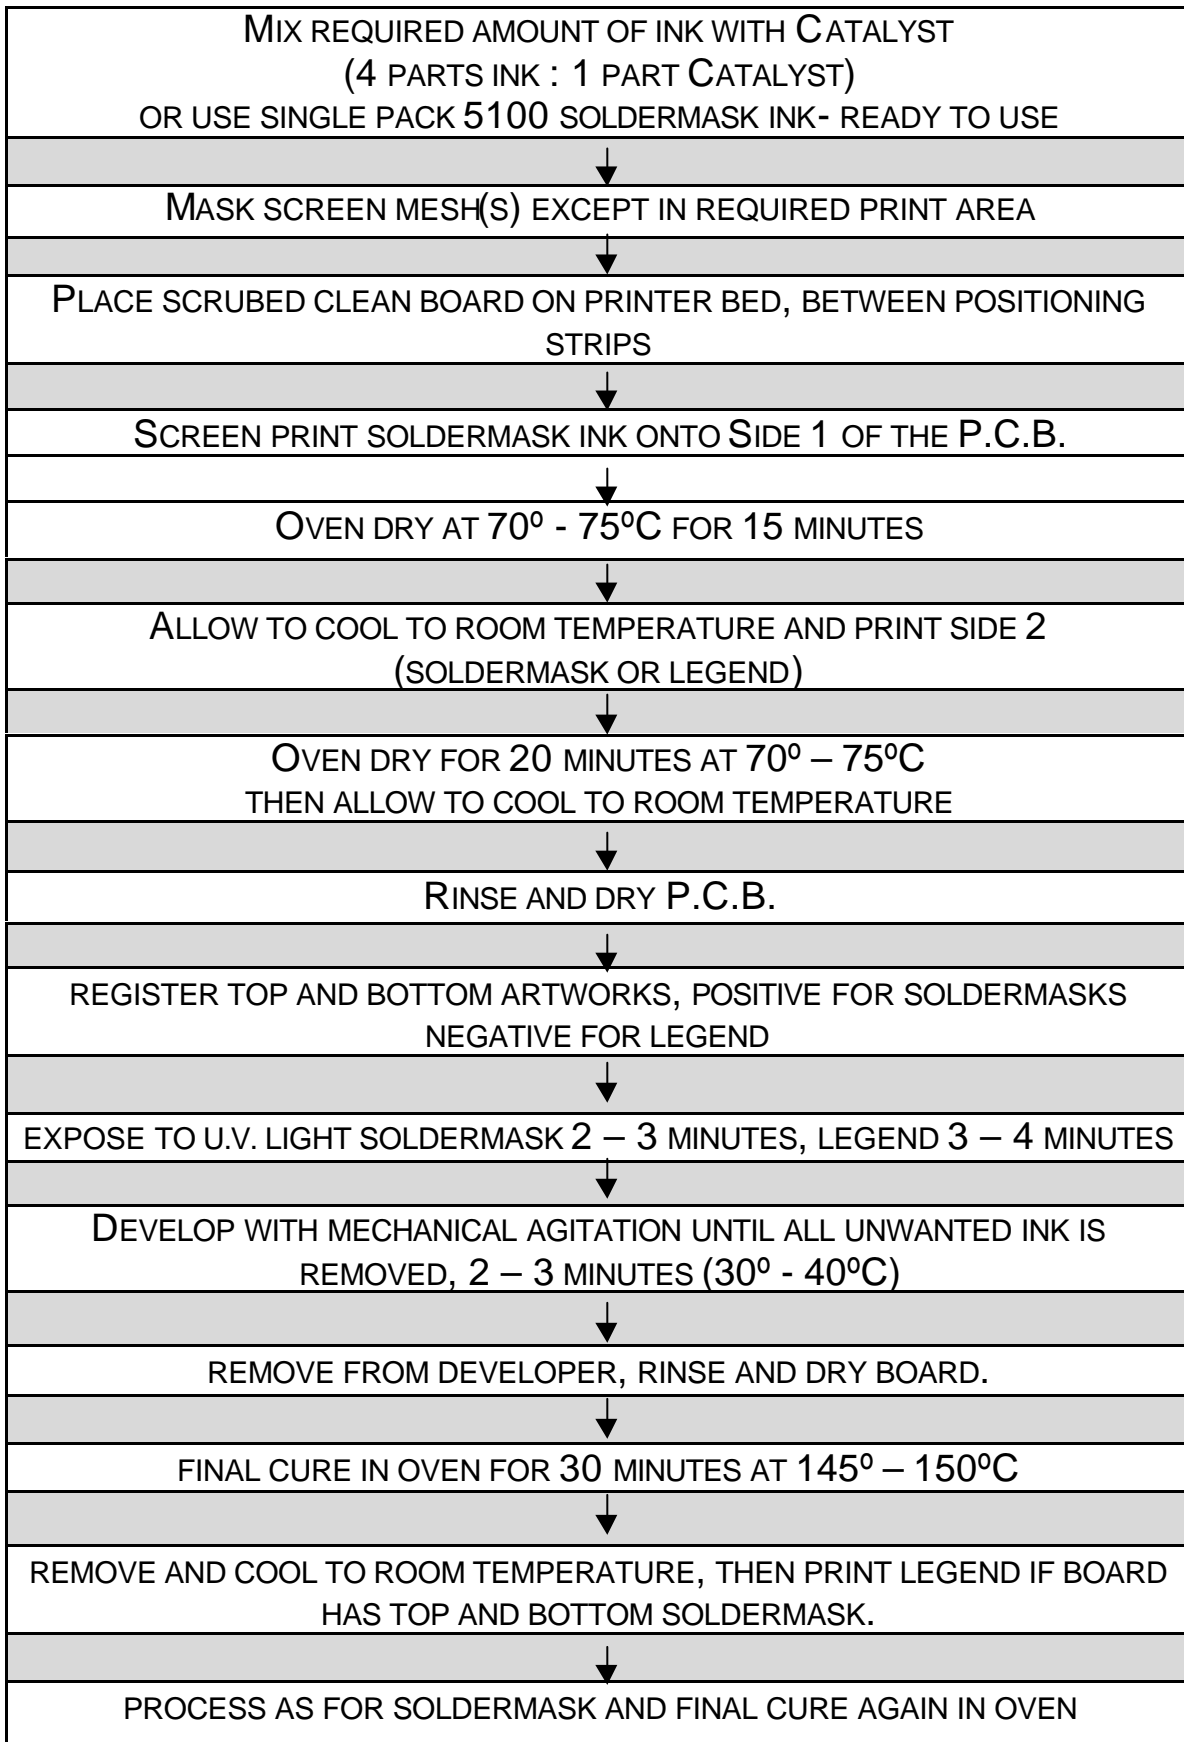 MIX REQUIRED AMOUNT OF INK WITH CATALYST
(4 PARTS INK : 1 PART CATALYST)
OR USE SINGLE PACK 5100 SOLDERMASK INK- READY TO USE
MASK SCREEN MESH(S) EXCEPT IN REQUIRED PRINT AREA
PLACE SCRUBED CLEAN BOARD ON PRINTER BED, BETWEEN POSITIONING
STRIPS
SCREEN PRINT SOLDERMASK INK ONTO SIDE 1 OF THE P.C.B.
OVEN DRY AT 70º - 75ºC FOR 15 MINUTES
ALLOW TO COOL TO ROOM TEMPERATURE AND PRINT SIDE 2
(SOLDERMASK OR LEGEND)
OVEN DRY FOR 20 MINUTES AT 70º – 75ºC
THEN ALLOW TO COOL TO ROOM TEMPERATURE
RINSE AND DRY P.C.B.
REGISTER TOP AND BOTTOM ARTWORKS, POSITIVE FOR SOLDERMASKS
NEGATIVE FOR LEGEND
EXPOSE TO U.V. LIGHT SOLDERMASK 2 – 3 MINUTES, LEGEND 3 – 4 MINUTES
DEVELOP WITH MECHANICAL AGITATION UNTIL ALL UNWANTED INK IS
REMOVED, 2 – 3 MINUTES (30º - 40ºC)
REMOVE FROM DEVELOPER, RINSE AND DRY BOARD.
FINAL CURE IN OVEN FOR 30 MINUTES AT 145º – 150ºC
REMOVE AND COOL TO ROOM TEMPERATURE, THEN PRINT LEGEND IF BOARD
HAS TOP AND BOTTOM SOLDERMASK.
PROCESS AS FOR SOLDERMASK AND FINAL CURE AGAIN IN OVEN